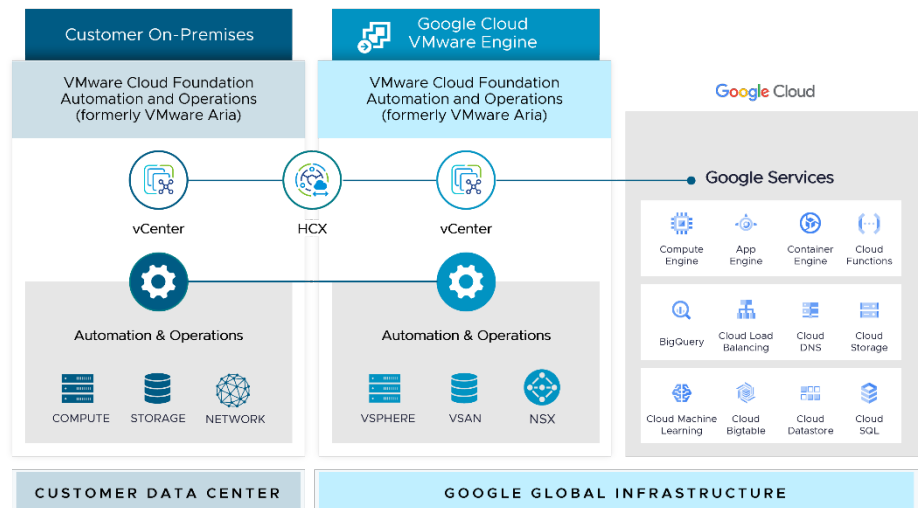 Customer On-Premises
Google Cloud
VMware Engine
VMware Cloud Foundation
Automation and Operations
(formerly VMware Aria)
VMware Cloud Foundation
Automation and Operations
(formerly VMware Aria)
Google Cloud
vCenter
HCX
vCenter
Google Services
Compute
Engine
App
Engine
Container
Engine
Cloud
Functions
Automation & Operations
Automation & Operations
BigQuery
Cloud Load
Balancing
Cloud
DNS
Cloud
Storage
COMPUTE
STORAGE
NETWORK
VSPHERE
VSAN
NSX
Cloud Machine
Learning
Cloud
Bigtable
Cloud
Datastore
Cloud
SQL
CUSTOMER DATA CENTER
GOOGLE GLOBAL INFRASTRUCTURE